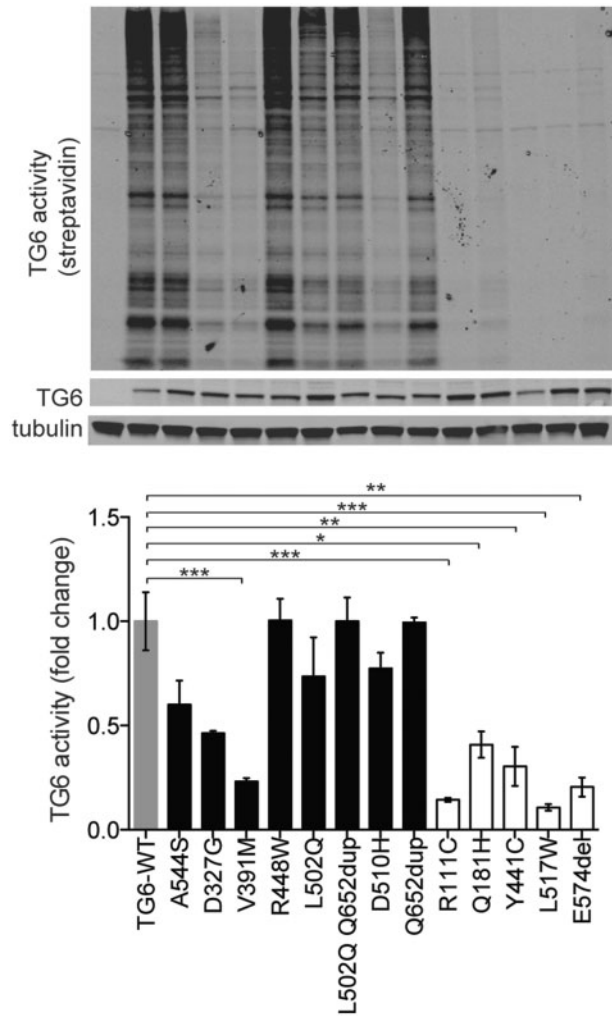 TG6 activity
(streptavidin)
TG6
tubulin
TG6 activity (fold change)
1.5
1.0
0.5
0.0
**
***
**
*
***
***
TG6-WT
A544S
D327G
V391M
R448W
L502Q
L502Q Q652dup
D510H
Q652dup
R111C
Q181H
Y441C
L517W
E574del